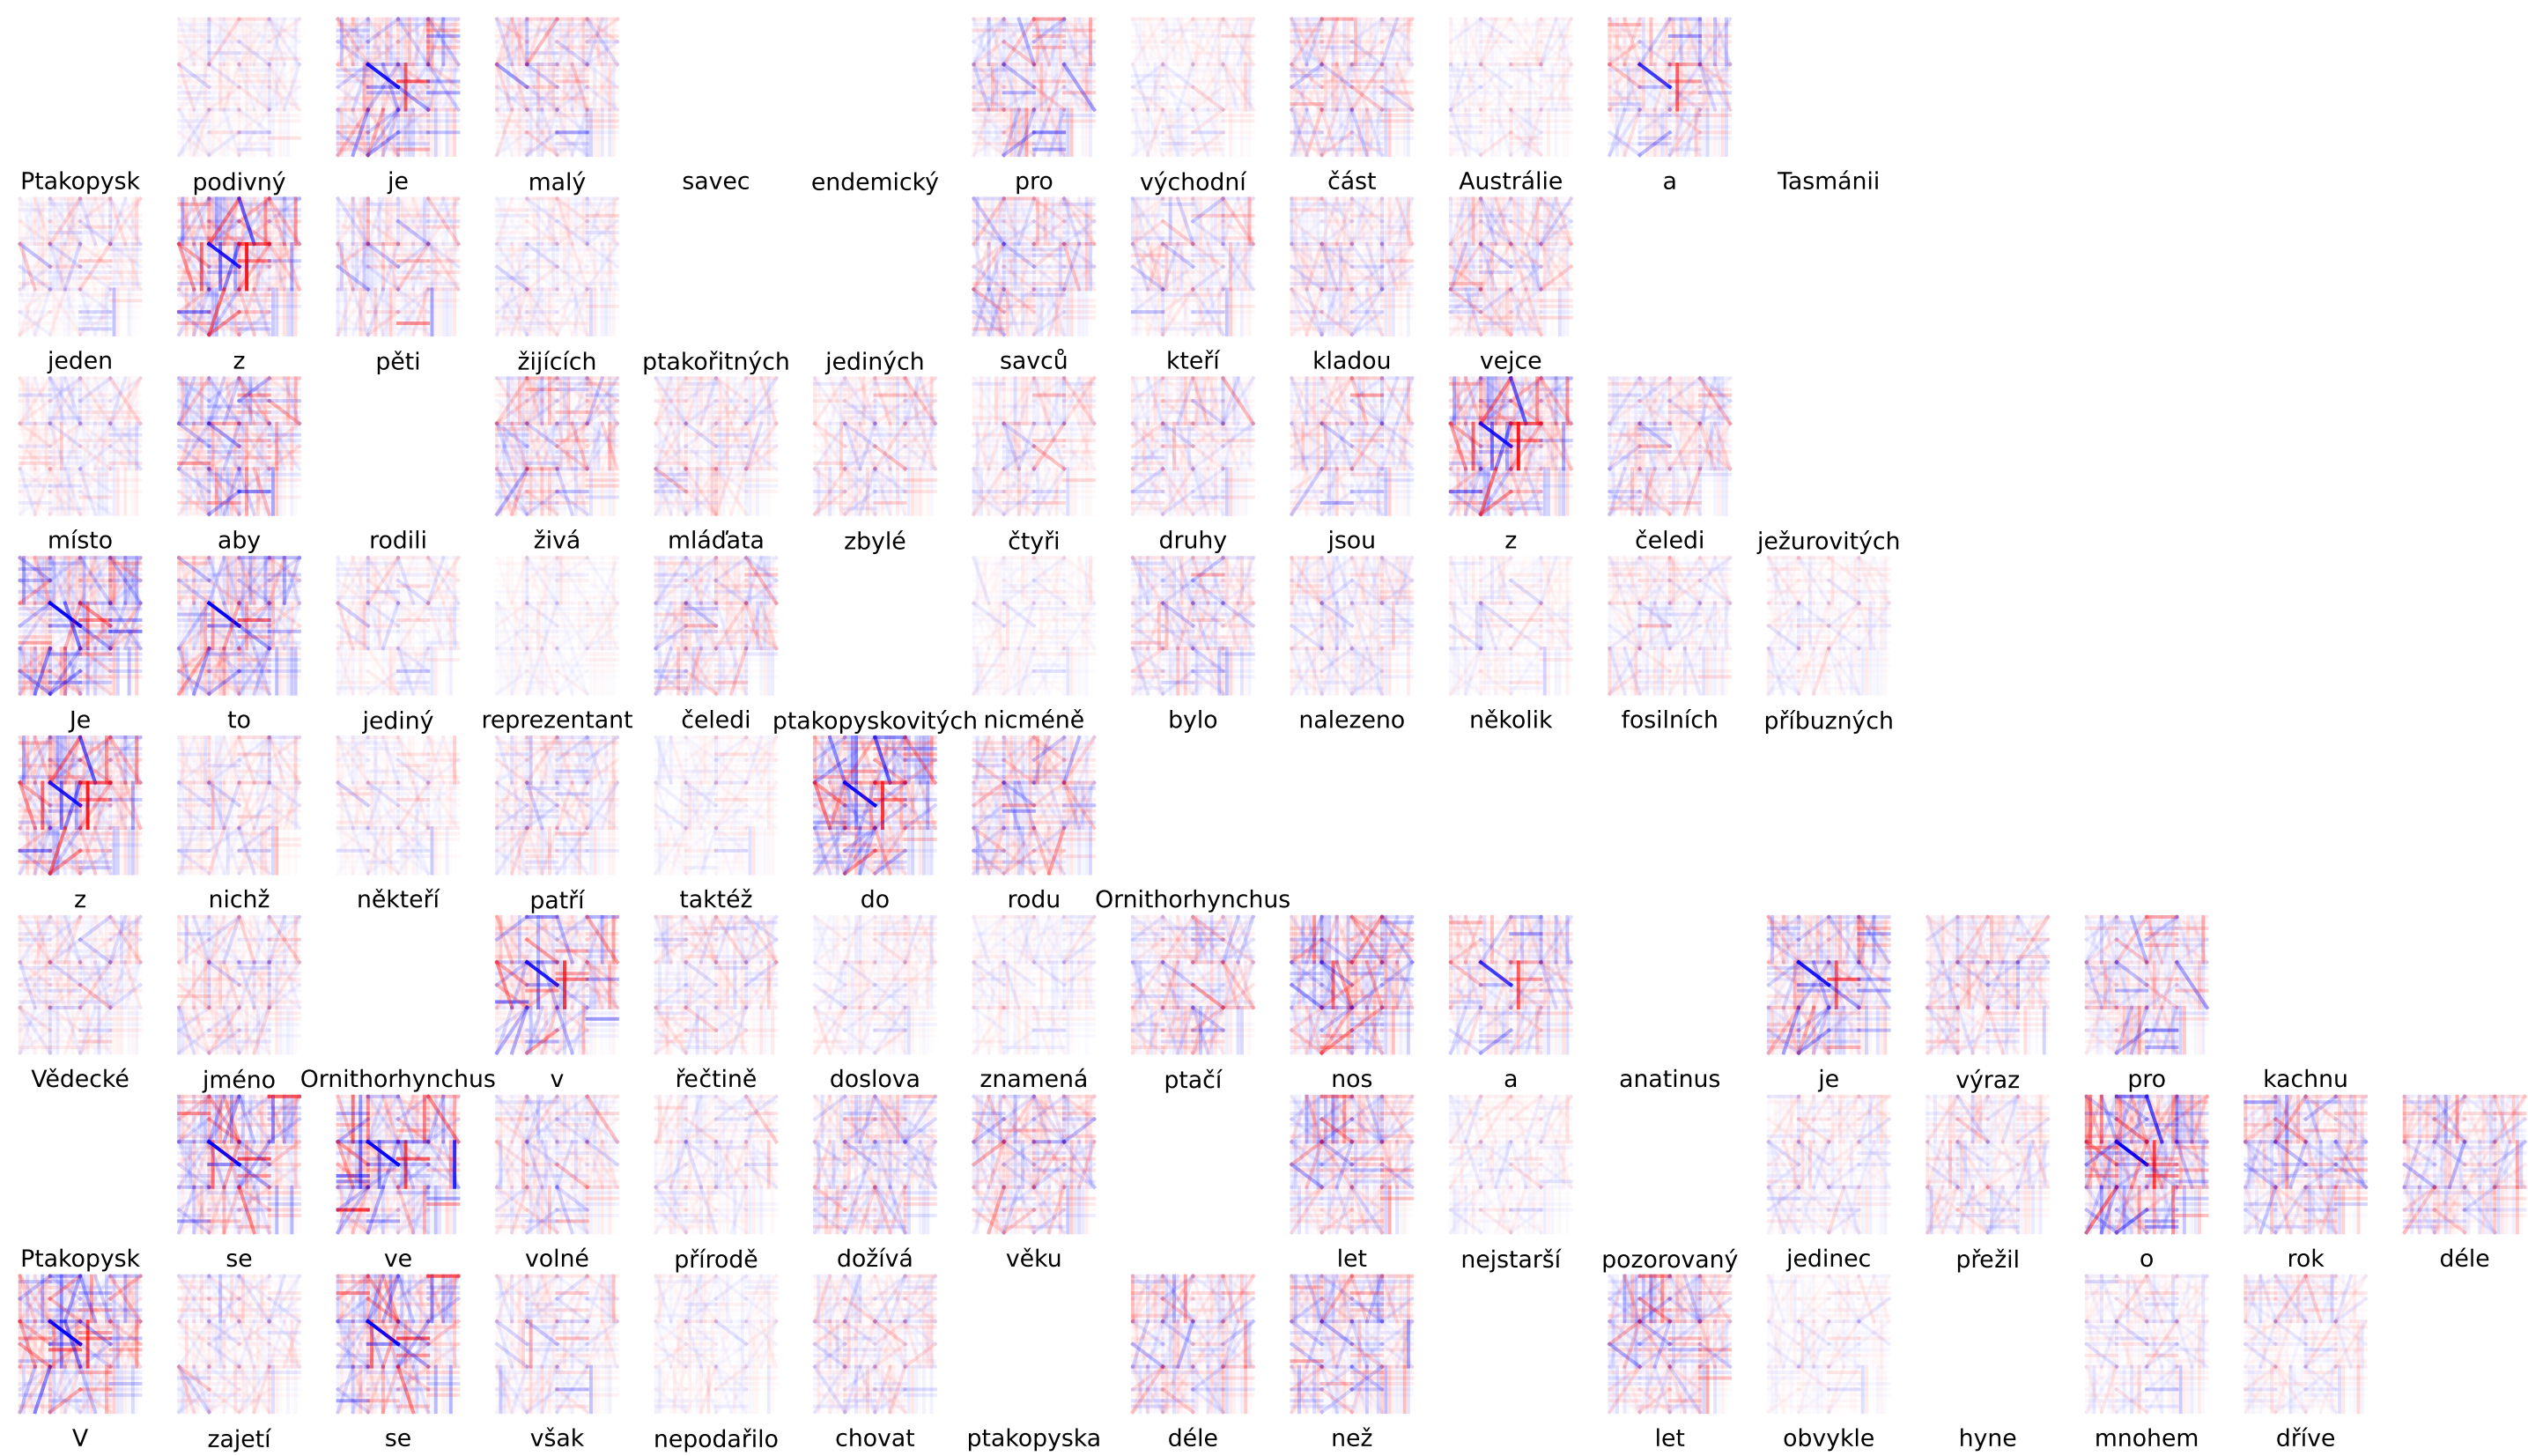 Ptakopysk podivný je malý savec endemický pro východní část Austrálie a Tasmánii
jeden z pěti žijících ptakořitných jediných savců kteří kladou vejce
místo aby rodili živá mláďata zbylé čtyři druhy jsou z čeledi ježurovitých
Je to jediný reprezentant čeledi ptakopyskovitých nicméně bylo nalezeno několik fosilních příbuzných
z nichž někteří patří taktéž do rodu Ornithorhynchus
Vědecké jméno Ornithorhynchus v řečtině doslova znamená ptačí nos a anatinus je výraz pro kachnu
Ptakopysk se ve volné přírodě dožívá věku let nejstarší pozorovaný jedinec přežil o rok déle
V zajetí se však nepodařilo chovat ptakopyska déle než let obvykle hyne mnohem dříve